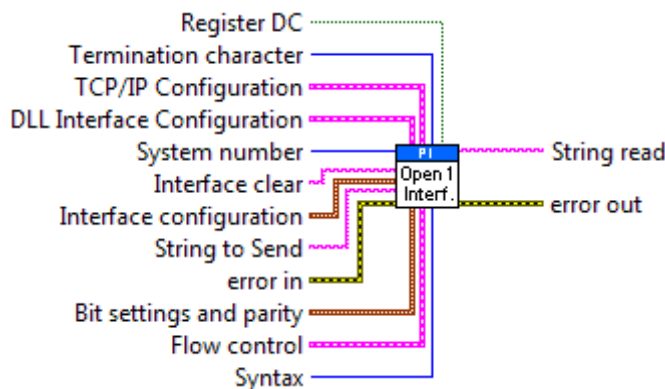 Register DC
Termination character
TCP/IP Configuration
DLL Interface Configuration
System number
Interface clear
Interface configuration
String to Send
error in
Bit settings and parity
Flow control
Syntax
PI
Open 1
Interf.
String read
error out